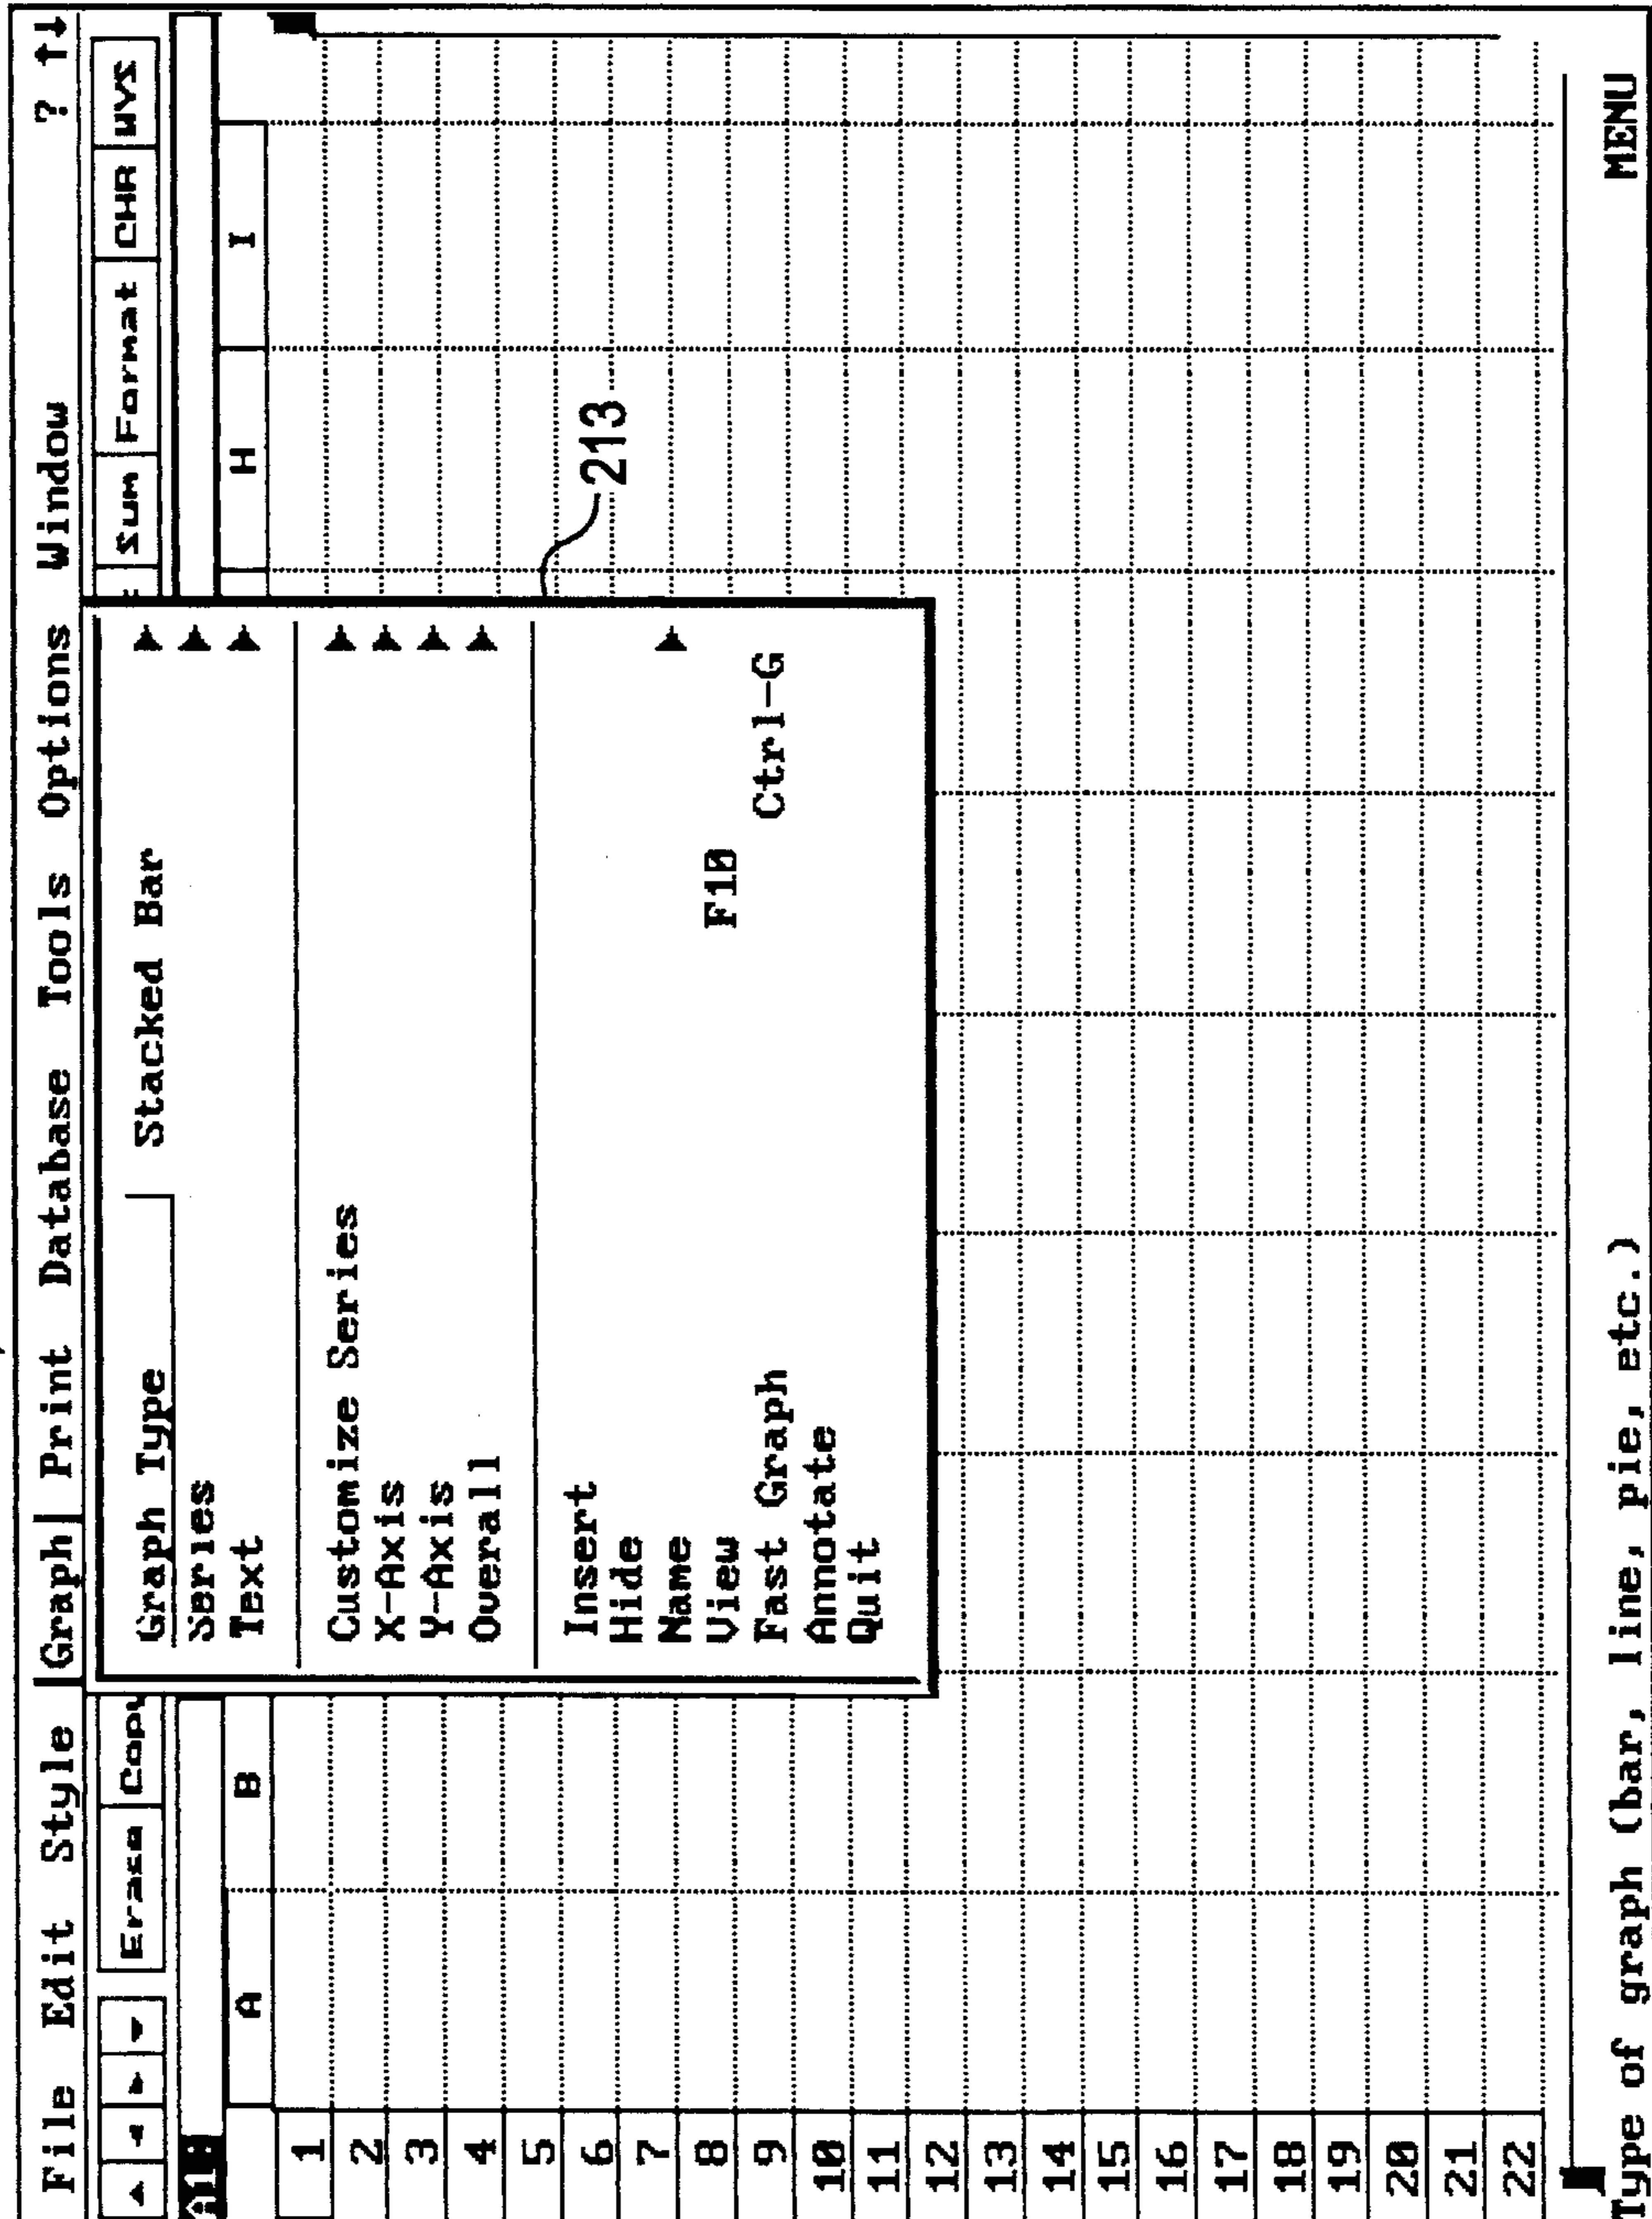 File Edit Style Graph Print Database Tools Options Window ? ↑↓
▲ ◄ ► ▼ Erase Copy Sum Format CHR WYS
A1:
A B H I
Graph Type Stacked Bar ►
Series ►
Text ►
Customize Series ►
X-Axis ►
Y-Axis ►
Overall ►
Insert
Hide
Name ►
View F10
Fast Graph Ctrl-G
Annotate
Quit
213
1
2
3
4
5
6
7
8
9
10
11
12
13
14
15
16
17
18
19
20
21
22
Type of graph (bar, line, pie, etc.) MENU